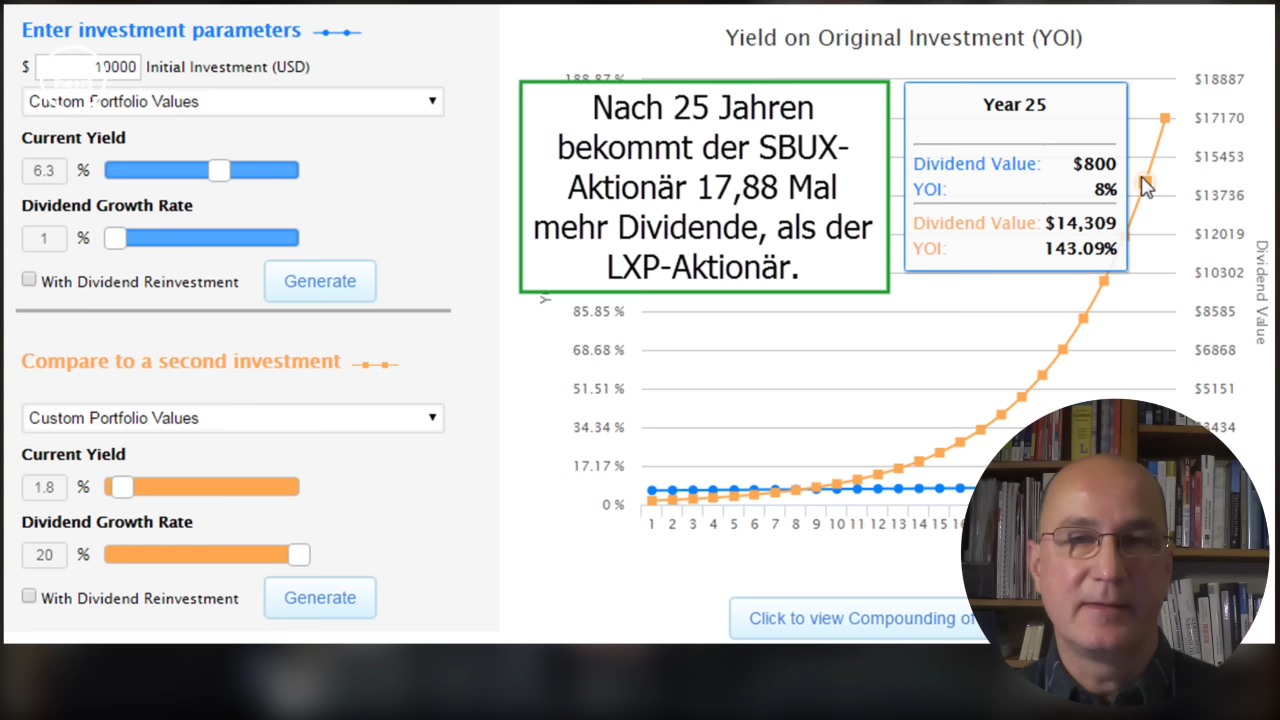 Enter investment parameters
$ 10000 Initial Investment (USD)
Custom Portfolio Values
Current Yield
6.3 %
Dividend Growth Rate
1 %
With Dividend Reinvestment
Generate
Compare to a second investment
Custom Portfolio Values
Current Yield
1.8 %
Dividend Growth Rate
20 %
With Dividend Reinvestment
Generate
Yield on Original Investment (YOI)
188.87 %
85.85 %
68.68 %
51.51 %
34.34 %
17.17 %
0 %
$18887
$17170
$15453
$13736
$12019
$10302
$8585
$6868
$5151
Dividend Value
Nach 25 Jahren
bekommt der SBUX-
Aktionär 17,88 Mal
mehr Dividende, als der
LXP-Aktionär.
Year 25
Dividend Value: $800
YOI: 8%
Dividend Value: $14,309
YOI: 143.09%
1 2 3 4 5 6 7 8 9 10 11 12 13 14 15
Click to view Compounding of